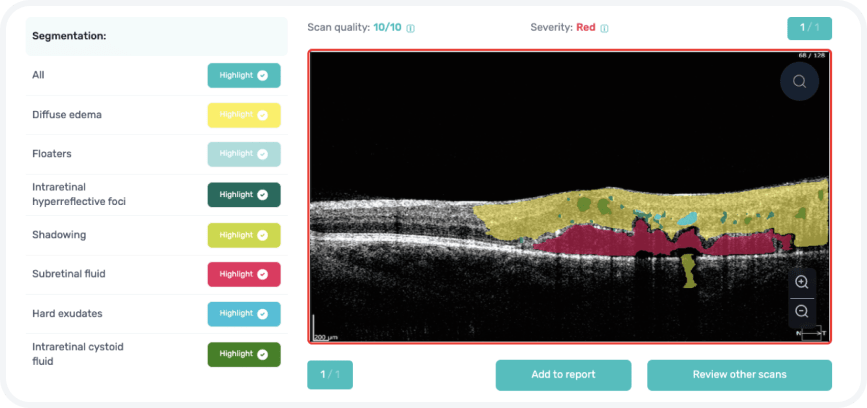 Segmentation:
All
Highlight
Diffuse edema
Highlight
Floaters
Highlight
Intraretinal
hyperreflective foci
Highlight
Shadowing
Highlight
Subretinal fluid
Highlight
Hard exudates
Highlight
Intraretinal cystoid
fluid
Highlight
Scan quality: 10/10
Severity: Red
1 / 1
68 / 128
200 µm
N
T
1 / 1
Add to report
Review other scans